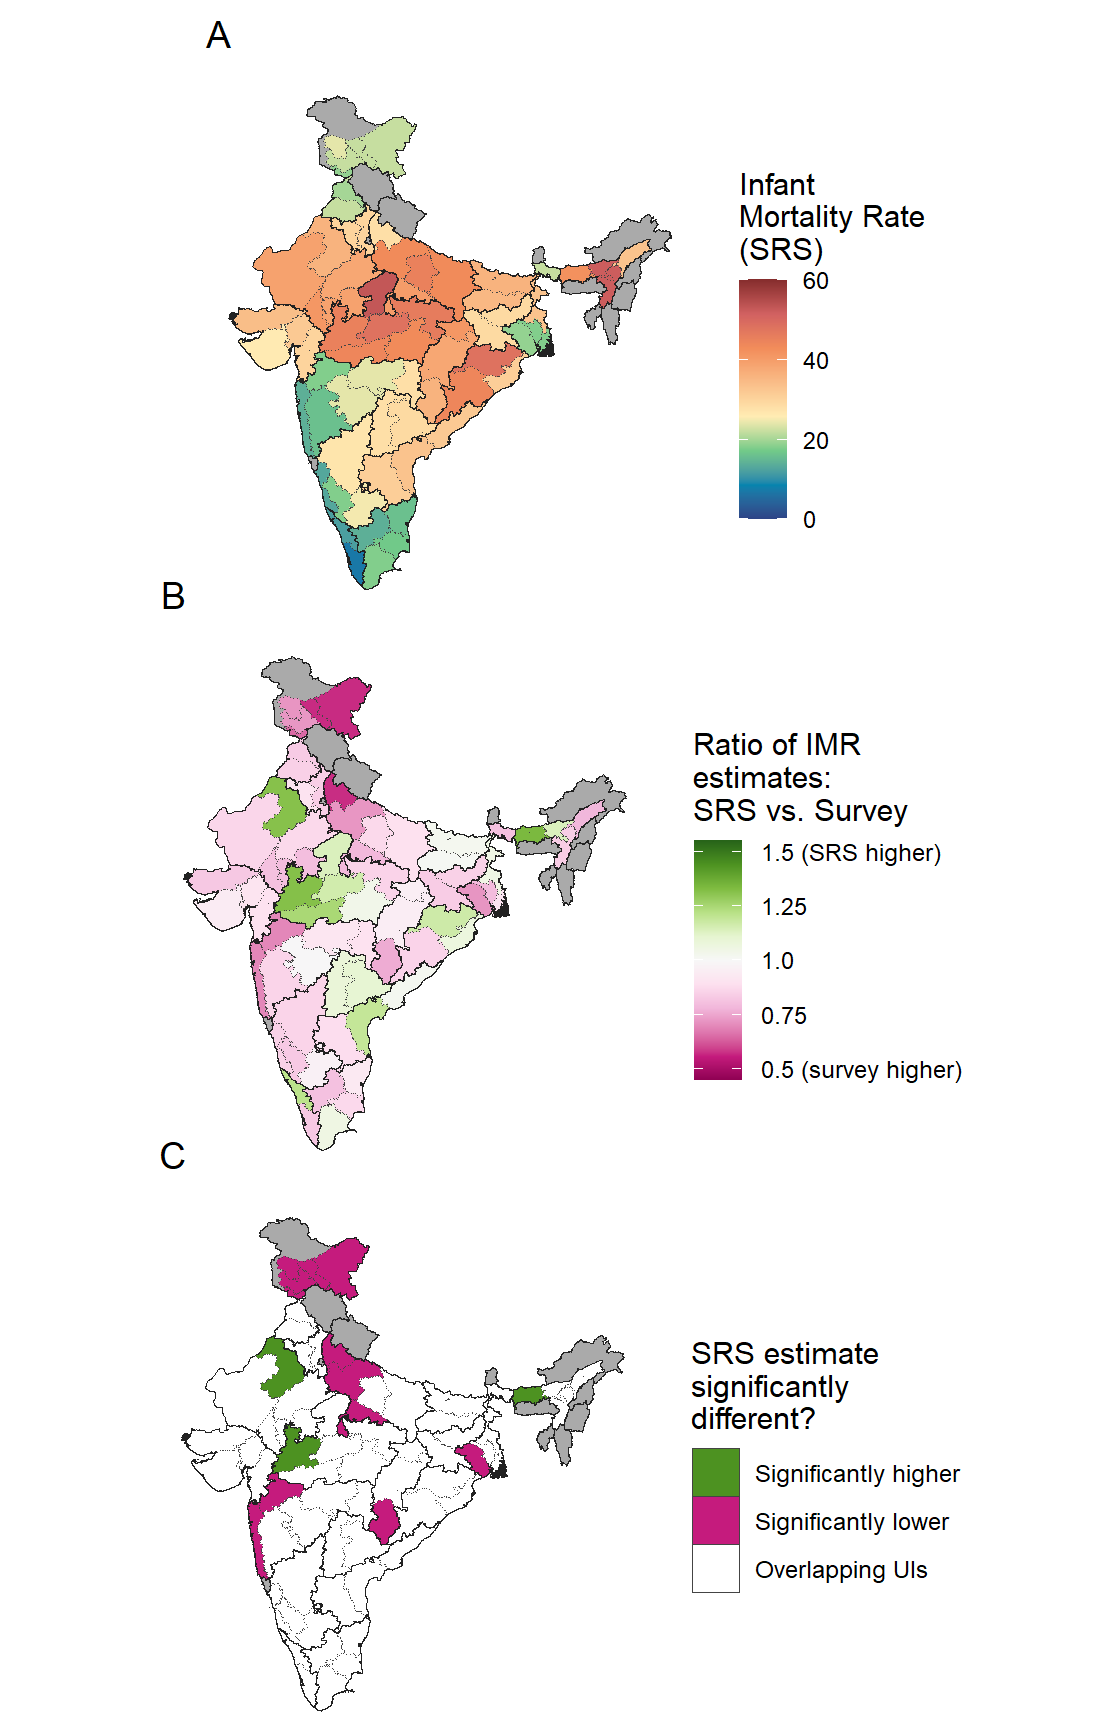 A
Infant
Mortality Rate
(SRS)
60
40
20
0
B
Ratio of IMR
estimates:
SRS vs. Survey
1.5 (SRS higher)
1.25
1.0
0.75
0.5 (survey higher)
C
SRS estimate
significantly
different?
Significantly higher
Significantly lower
Overlapping UIs